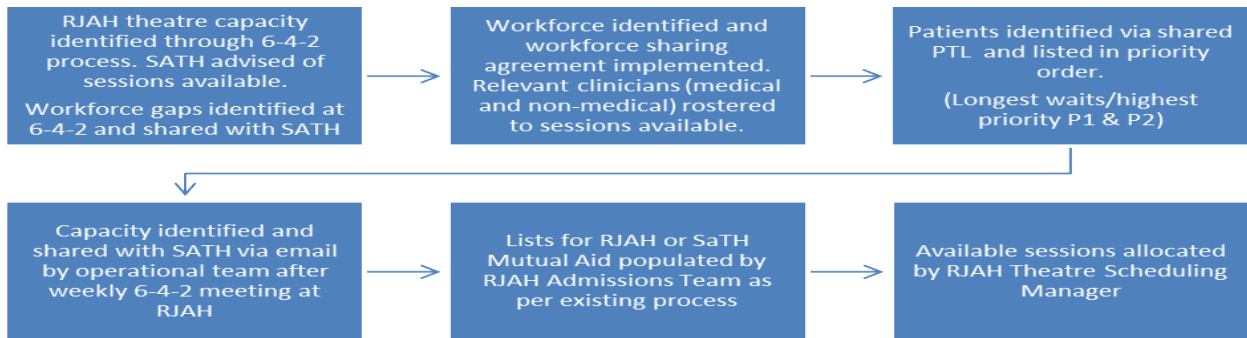 RJAH theatre capacity
identified through 6-4-2
process. SATH advised of
sessions available.
Workforce gaps identified at
6-4-2 and shared with SATH
Workforce identified and
workforce sharing
agreement implemented.
Relevant clinicians (medical
and non-medical) rostered
to sessions available.
Patients identified via shared
PTL and listed in priority
order.
(Longest waits/highest
priority P1 & P2)
Capacity identified and
shared with SATH via email
by operational team after
weekly 6-4-2 meeting at
RJAH
Lists for RJAH or SaTH
Mutual Aid populated by
RJAH Admissions Team as
per existing process
Available sessions allocated
by RJAH Theatre Scheduling
Manager